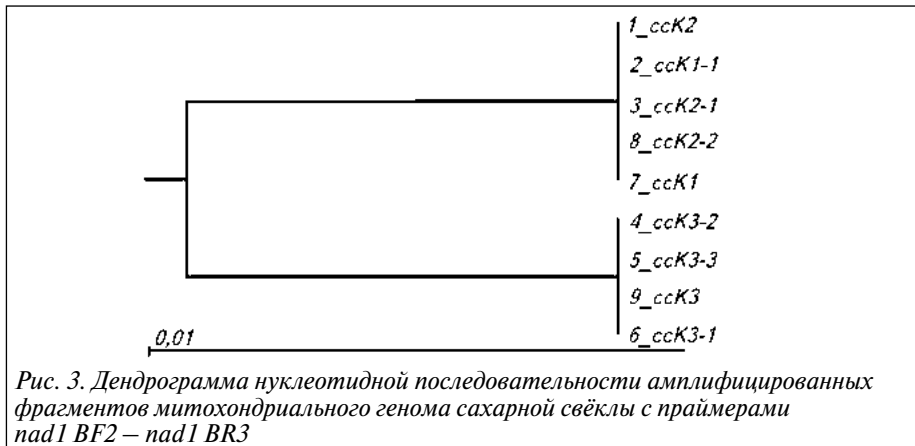 1_ccK2
2_ccK1-1
3_ccK2-1
8_ccK2-2
7_ccK1
4_ccK3-2
5_ccK3-3
9_ccK3
6_ccK3-1
0,01
Рис. 3. Дендрограмма нуклеотидной последовательности амплифицированных
фрагментов митохондриального генома сахарной свёклы с праймерами
nad1 BF2 – nad1 BR3